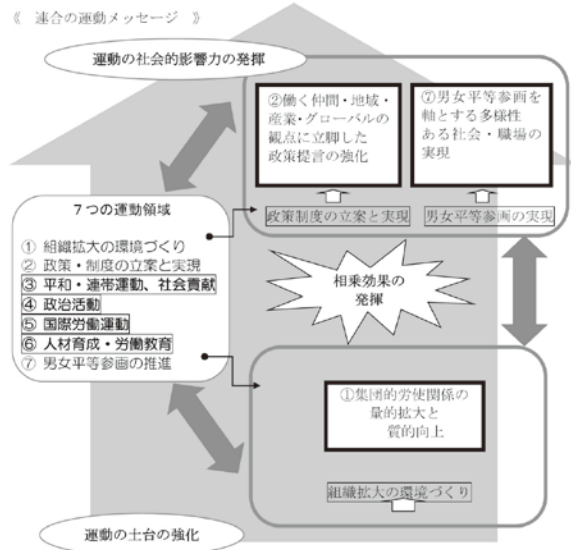 《 連合の運動メッセージ 》
運動の社会的影響力の発揮
②働く仲間・地域・
産業・グローバルの
観点に立脚した
政策提言の強化
⑦男女平等参画を
軸とする多様性
ある社会・職場の
実現
政策制度の立案と実現
男女平等参画の実現
7つの運動領域
① 組織拡大の環境づくり
② 政策・制度の立案と実現
③ 平和・連帯運動、社会貢献
④ 政治活動
⑤ 国際労働運動
⑥ 人材育成・労働教育
⑦ 男女平等参画の推進
相乗効果の
発揮
①集団的労使関係の
量的拡大と
質的向上
組織拡大の環境づくり
運動の土台の強化